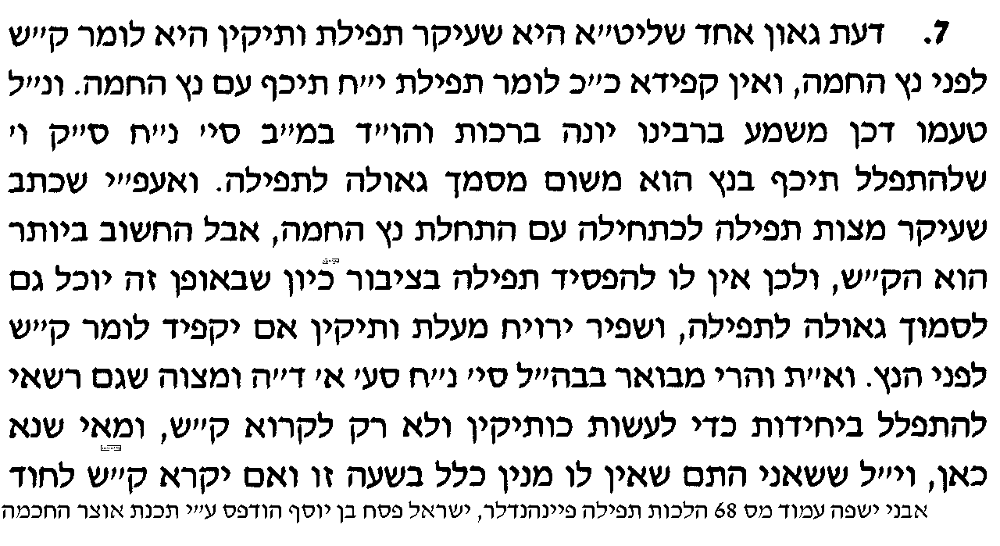 7. דעת גאון אחד שליט״א היא שעיקר תפילת ותיקין היא לומר ק״ש
לפני נץ החמה, ואין קפידא כ״כ לומר תפילת י״ח תיכף עם נץ החמה. ונ״ל
טעמו דכן משמע ברבינו יונה ברכות והו״ד במ״ב סי׳ נ״ח ס״ק ו׳
שלהתפלל תיכף בנץ הוא משום מסמך גאולה לתפילה. ואעפ״י שכתב
שעיקר מצות תפילה לכתחילה עם התחלת נץ החמה, אבל החשוב ביותר
הוא הק״ש, ולכן אין לו להפסיד תפילה בציבור כיון שבאופן זה יוכל גם
לסמוך גאולה לתפילה, ושפיר ירויח מעלת ותיקין אם יקפיד לומר ק״ש
לפני הנץ. וא״ת והרי מבואר בבה״ל סי׳ נ״ח סע׳ א׳ ד״ה ומצוה שגם רשאי
להתפלל ביחידות כדי לעשות כותיקין ולא רק לקרוא ק״ש, ומאי שנא
כאן, וי״ל ששאני התם שאין לו מנין כלל בשעה זו ואם יקרא ק״ש לחוד
אבני ישפה עמוד מס 68 הלכות תפילה פיינהנדלר, ישראל פסח בן יוסף הודפס ע״י תכנת אוצר החכמה